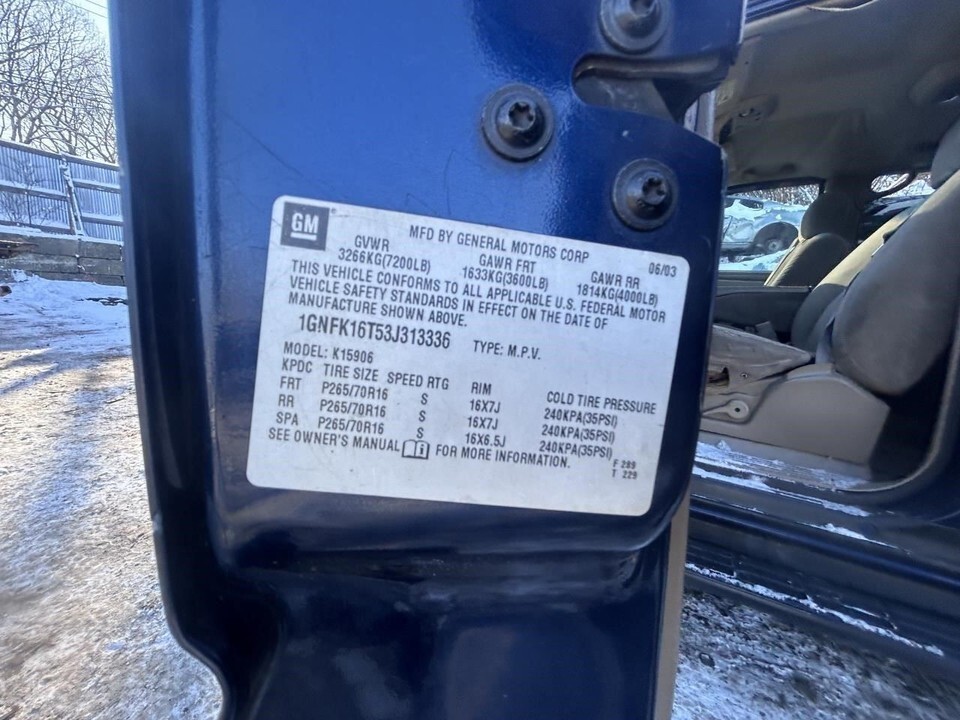 GM MFD BY GENERAL MOTORS CORP 06/03
GVWR GAWR FRT GAWR RR
3266KG(7200LB) 1633KG(3600LB) 1814KG(4000LB)
THIS VEHICLE CONFORMS TO ALL APPLICABLE U.S. FEDERAL MOTOR
VEHICLE SAFETY STANDARDS IN EFFECT ON THE DATE OF
MANUFACTURE SHOWN ABOVE.
1GNFK16T53J313336 TYPE: M.P.V.
MODEL: K15906
KPDC TIRE SIZE SPEED RTG RIM COLD TIRE PRESSURE
FRT P265/70R16 S 16X7J 240KPA(35PSI)
RR P265/70R16 S 16X7J 240KPA(35PSI)
SPA P265/70R16 S 16X6.5J 240KPA(35PSI)
SEE OWNER'S MANUAL FOR MORE INFORMATION.
F 289
T 229